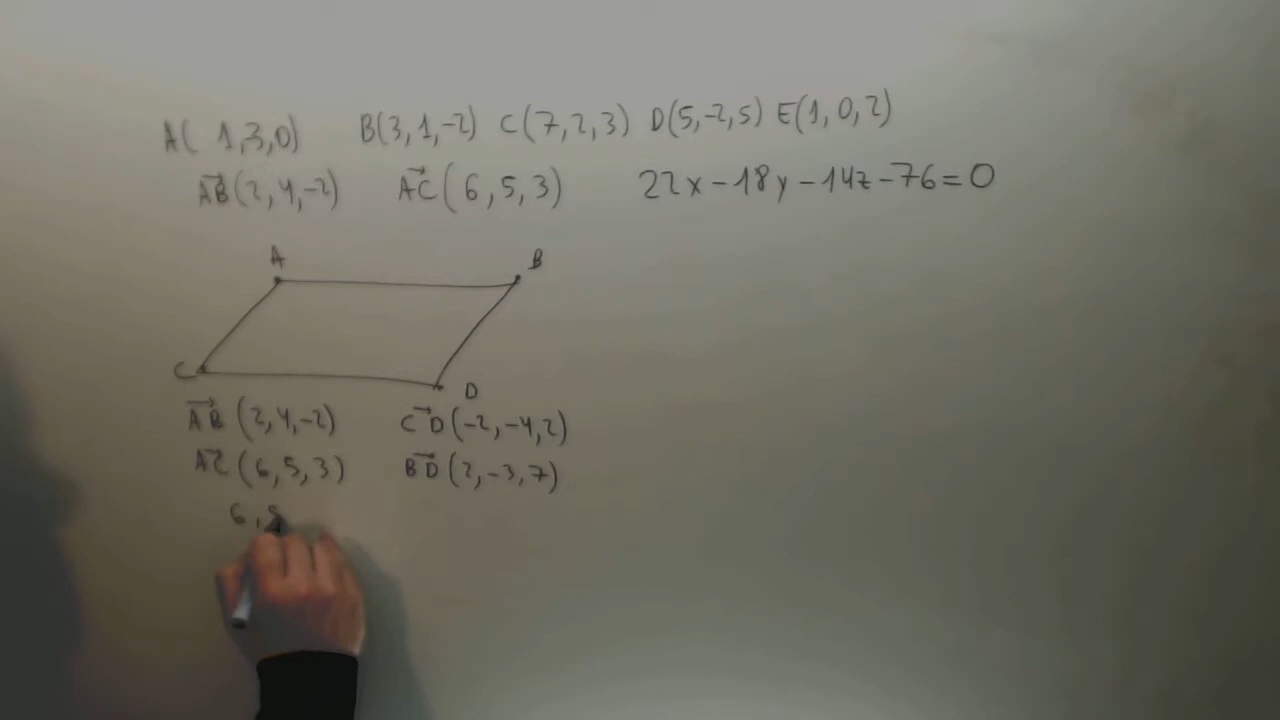 A( 1,3,0) B(3,1,-2) C(7,2,3) D(5,-2,5) E(1,0,2)
AB(2,4,-2) AC(6,5,3) 22x-18y-14z-76=0
A B
C D
AB(2,4,-2) CD(-2,-4,2)
AC(6,5,3) BD(2,-3,7)
6,